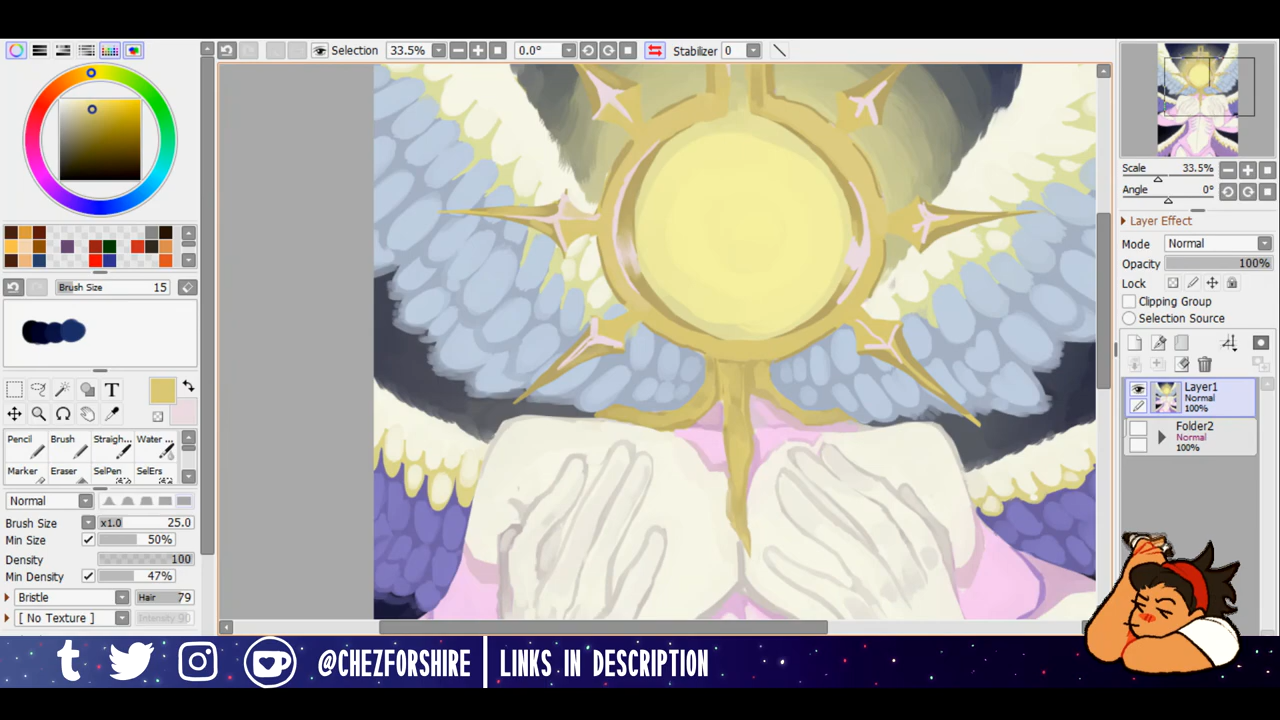 Selection 33.5% 0.0° Stabilizer 0
Scale 33.5%
Angle 0°
Layer Effect
Mode Normal
Opacity 100%
Lock
Clipping Group
Selection Source
Layer1
Normal
100%
Folder2
Normal
100%
Brush Size 15
T
Pencil Brush Straigh... Water ...
Marker Eraser SelPen SelErs
Normal
Brush Size x1.0 25.0
Min Size 50%
Density 100
Min Density 47%
Bristle Hair 79
[ No Texture ] Intensity 90
@CHEZFORSHIRE LINKS IN DESCRIPTION